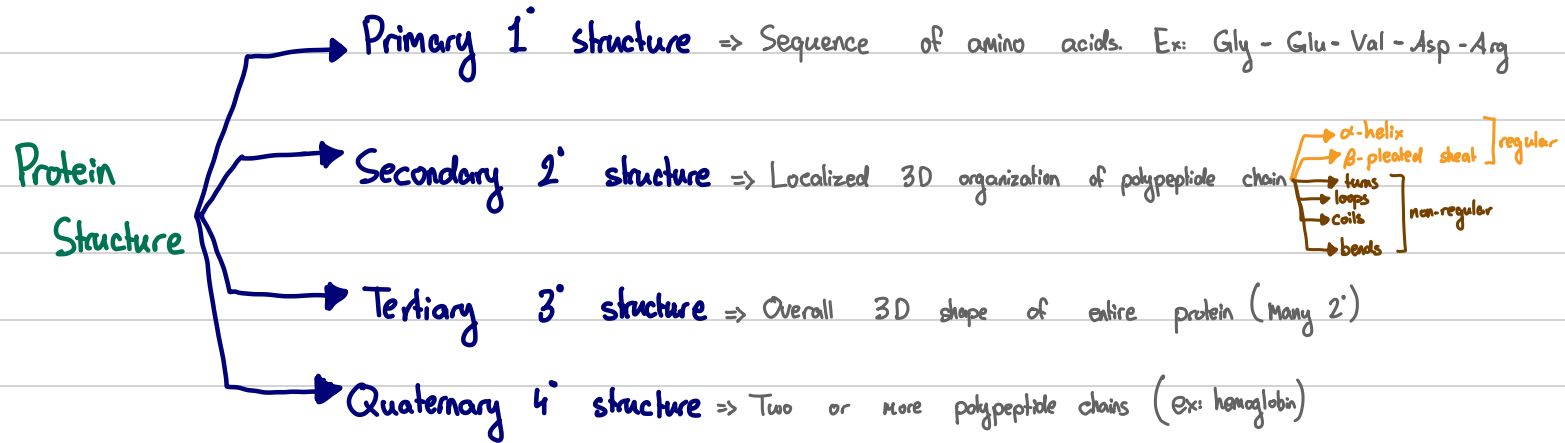 Protein
Structure
Primary 1° structure => Sequence of amino acids. Ex: Gly - Glu - Val - Asp - Arg
Secondary 2° structure => Localized 3D organization of polypeptide chain
α-helix
β-pleated sheat
regular
turns
loops
coils
bends
non-regular
Tertiary 3° structure => Overall 3D shape of entire protein (Many 2°)
Quaternary 4° structure => Two or More polypeptide chains (ex: hemoglobin)